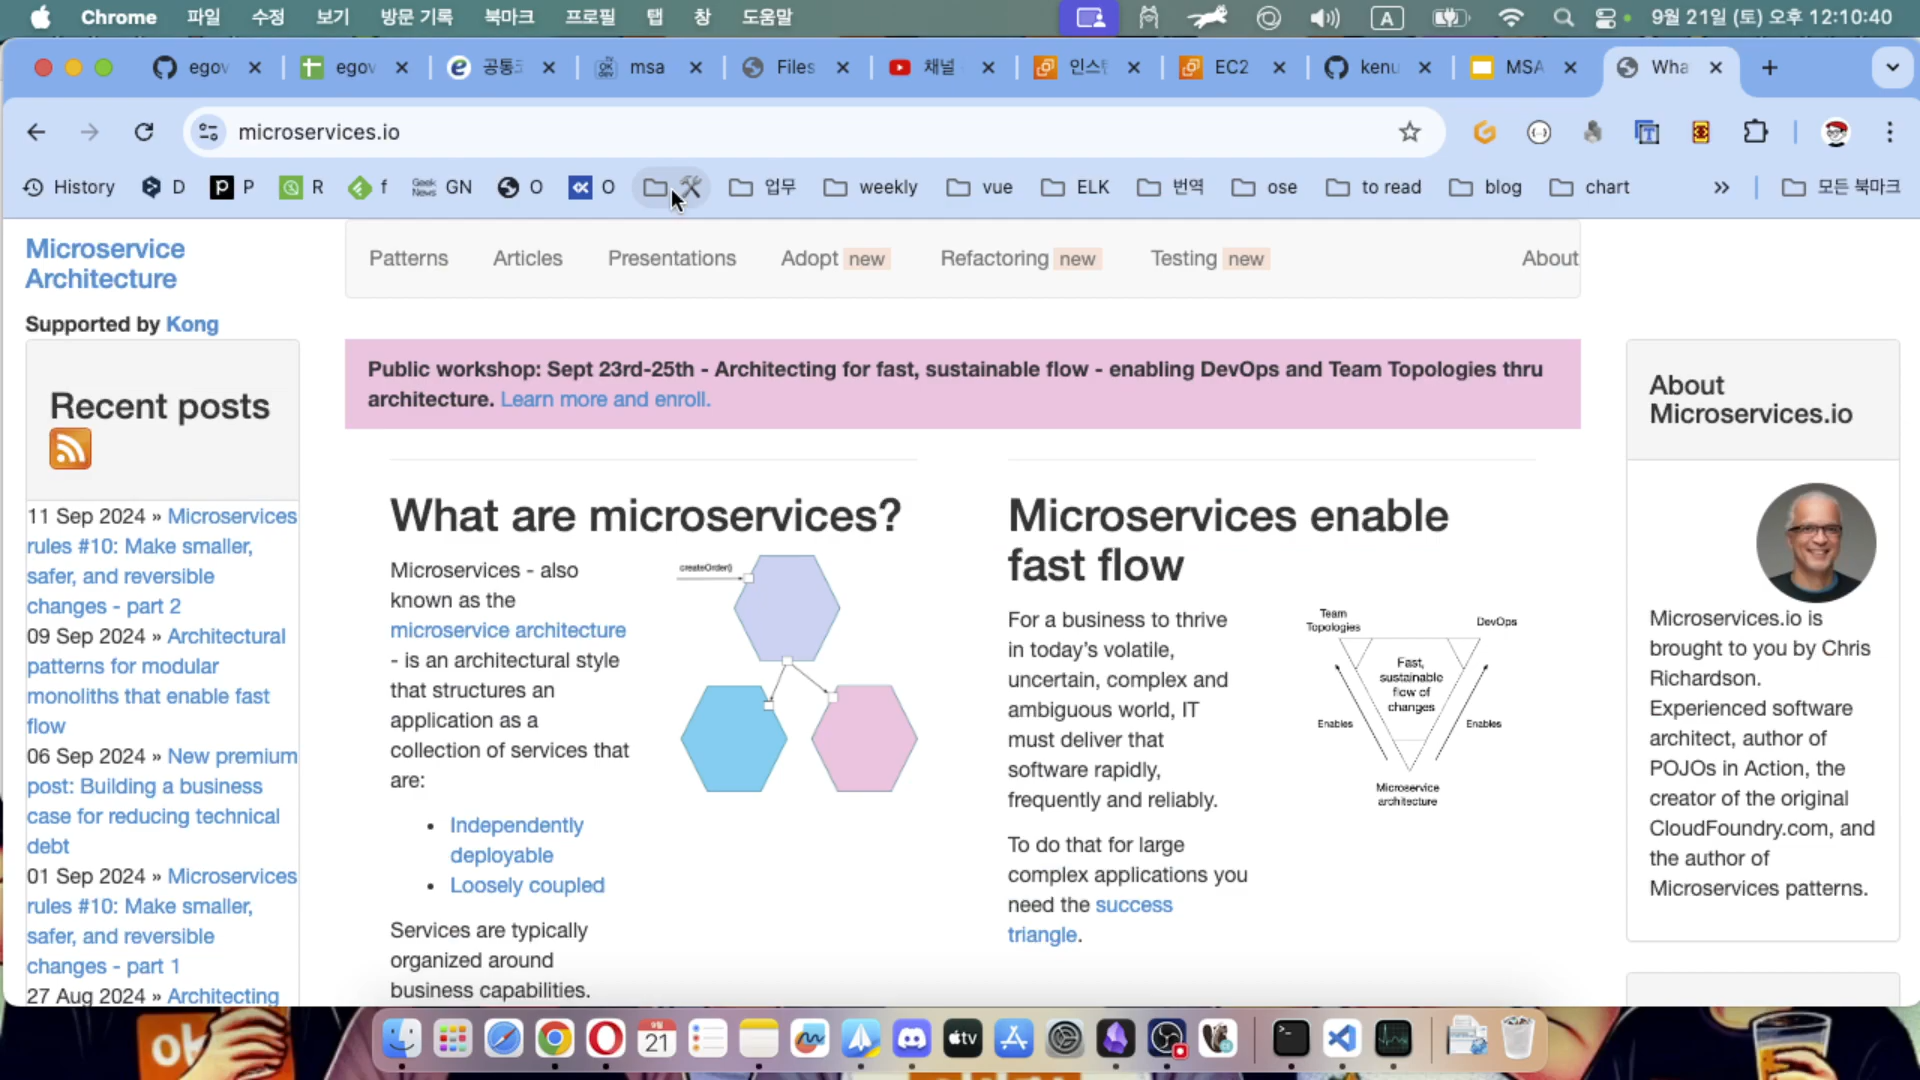 Chrome 파일 수정 보기 방문 기록 북마크 프로필 탭 창 도움말 A 9월 21일 (토) 오후 12:10:40
egov egov 공통 msa Files 채널 인스턴 EC2 kenu MSA Wha
microservices.io
History D P R f GN O O 업무 weekly vue ELK 번역 ose to read blog chart 모든 북마크
Microservice
Architecture
Supported by Kong
Patterns Articles Presentations Adopt new Refactoring new Testing new About
Public workshop: Sept 23rd-25th - Architecting for fast, sustainable flow - enabling DevOps and Team Topologies thru
architecture. Learn more and enroll.
Recent posts
11 Sep 2024 » Microservices
rules #10: Make smaller,
safer, and reversible
changes - part 2
09 Sep 2024 » Architectural
patterns for modular
monoliths that enable fast
flow
06 Sep 2024 » New premium
post: Building a business
case for reducing technical
debt
01 Sep 2024 » Microservices
rules #10: Make smaller,
safer, and reversible
changes - part 1
27 Aug 2024 » Architecting
What are microservices?
Microservices - also
known as the
microservice architecture
- is an architectural style
that structures an
application as a
collection of services that
are:
Independently
deployable
Loosely coupled
Services are typically
organized around
business capabilities.
createOrder()
Microservices enable
fast flow
For a business to thrive
in today's volatile,
uncertain, complex and
ambiguous world, IT
must deliver that
software rapidly,
frequently and reliably.
To do that for large
complex applications you
need the success
triangle.
Team
Topologies
DevOps
Fast,
sustainable
flow of
changes
Enables
Enables
Microservice
architecture
About
Microservices.io
Microservices.io is
brought to you by Chris
Richardson.
Experienced software
architect, author of
POJOs in Action, the
creator of the original
CloudFoundry.com, and
the author of
Microservices patterns.
9월
21
tv
ok